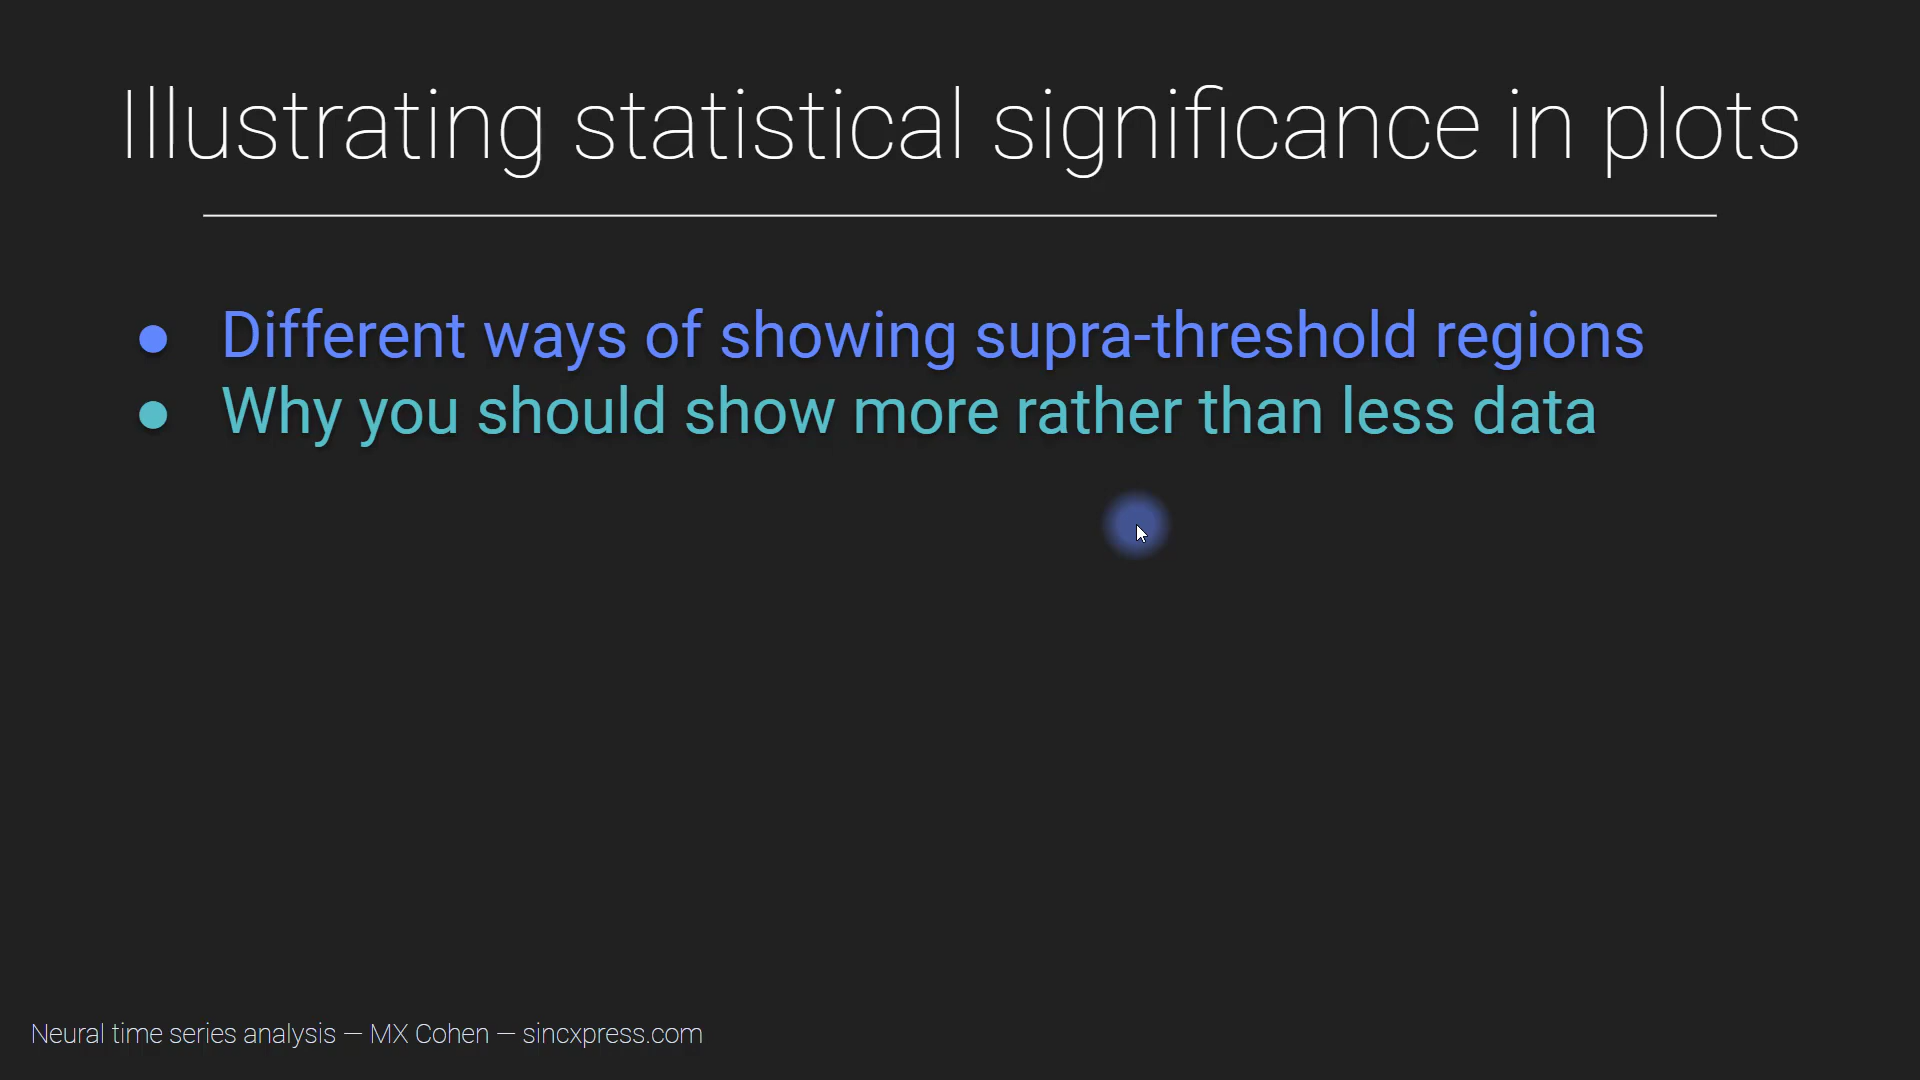 Illustrating statistical significance in plots
● Different ways of showing supra-threshold regions
● Why you should show more rather than less data
Neural time series analysis — MX Cohen — sincxpress.com